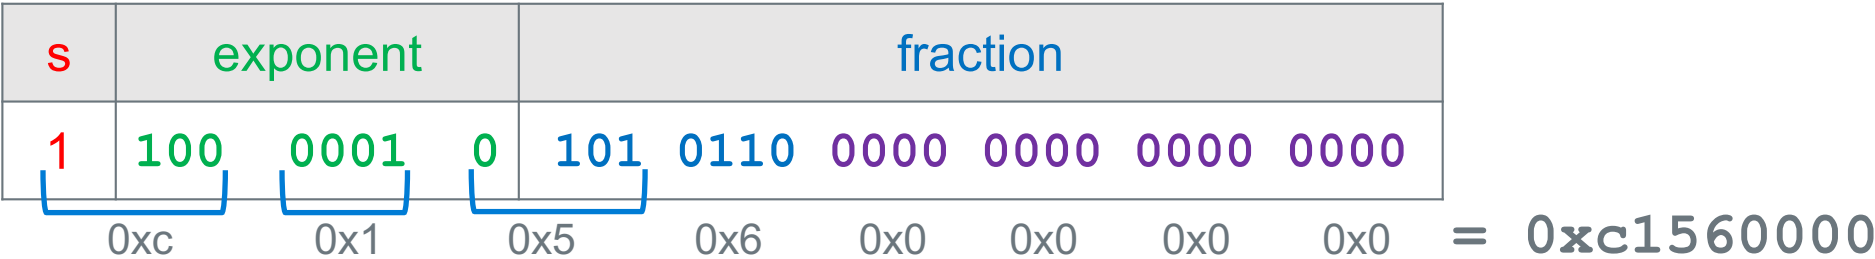 s exponent fraction
1 100 0001 0 101 0110 0000 0000 0000 0000
0xc 0x1 0x5 0x6 0x0 0x0 0x0 0x0 = 0xc1560000